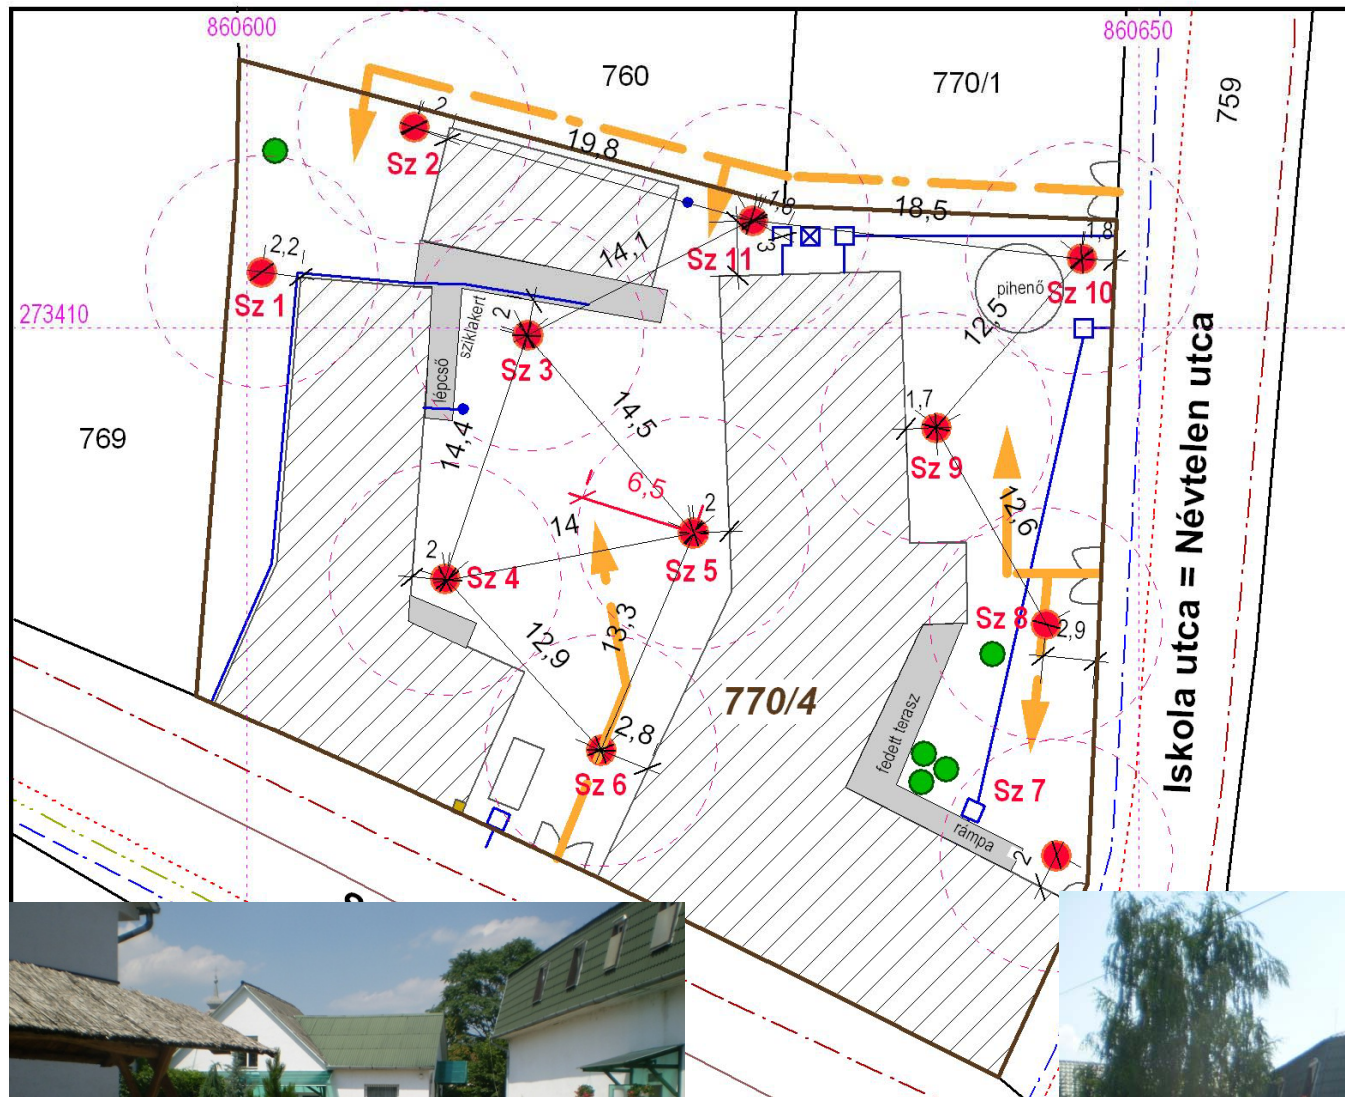 860600
860650
760
770/1
759
2
19,8
Sz 2
1,8
18,5
1,8
2,2
14,1
Sz 11
3
Sz 1
pihenő
Sz 10
273410
2
sziklakert
Sz 3
12,5
lépcső
14,5
1,7
769
14,4
Sz 9
6,5
2
14
12,6
2
Sz 4
Sz 5
13,3
Sz 8
2,9
12,9
770/4
2,8
fedett terasz
Sz 6
Sz 7
rámpa
2
Iskola utca = Névtelen utca